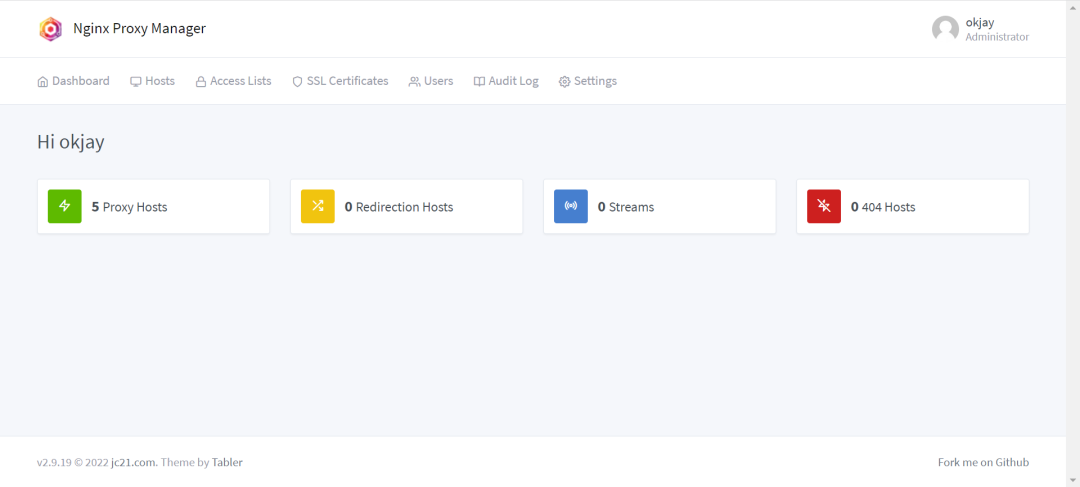 Nginx Proxy Manager
okjay
Administrator
Dashboard Hosts Access Lists SSL Certificates Users Audit Log Settings
Hi okjay
5 Proxy Hosts 0 Redirection Hosts 0 Streams 0 404 Hosts
v2.9.19 © 2022 jc21.com. Theme by Tabler Fork me on Github